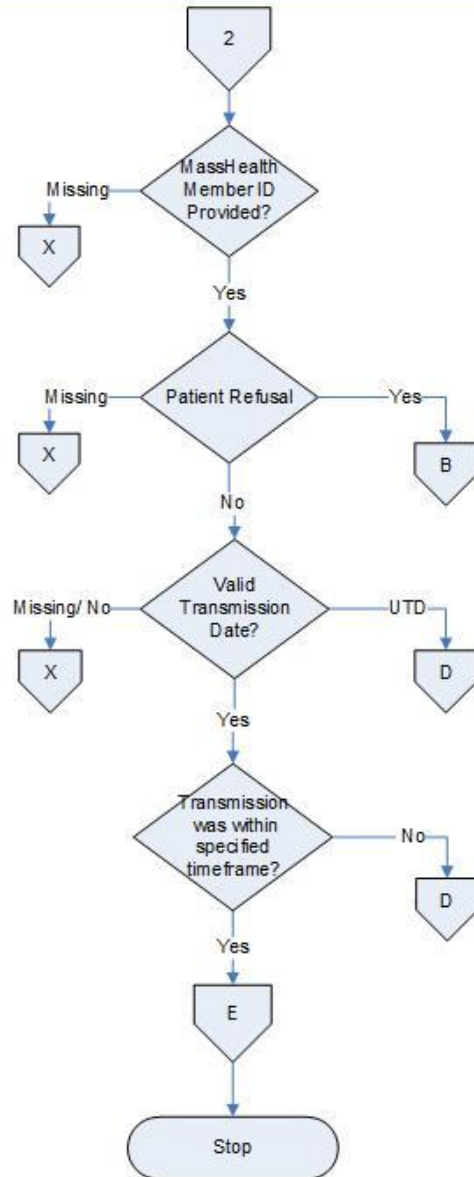 2
MassHealth
Member ID
Provided?
Missing
X
Yes
Patient Refusal
Missing
Yes
X
B
No
Valid
Transmission
Date?
Missing/ No
UTD
X
D
Yes
Transmission
was within
specified
timeframe?
No
D
Yes
E
Stop